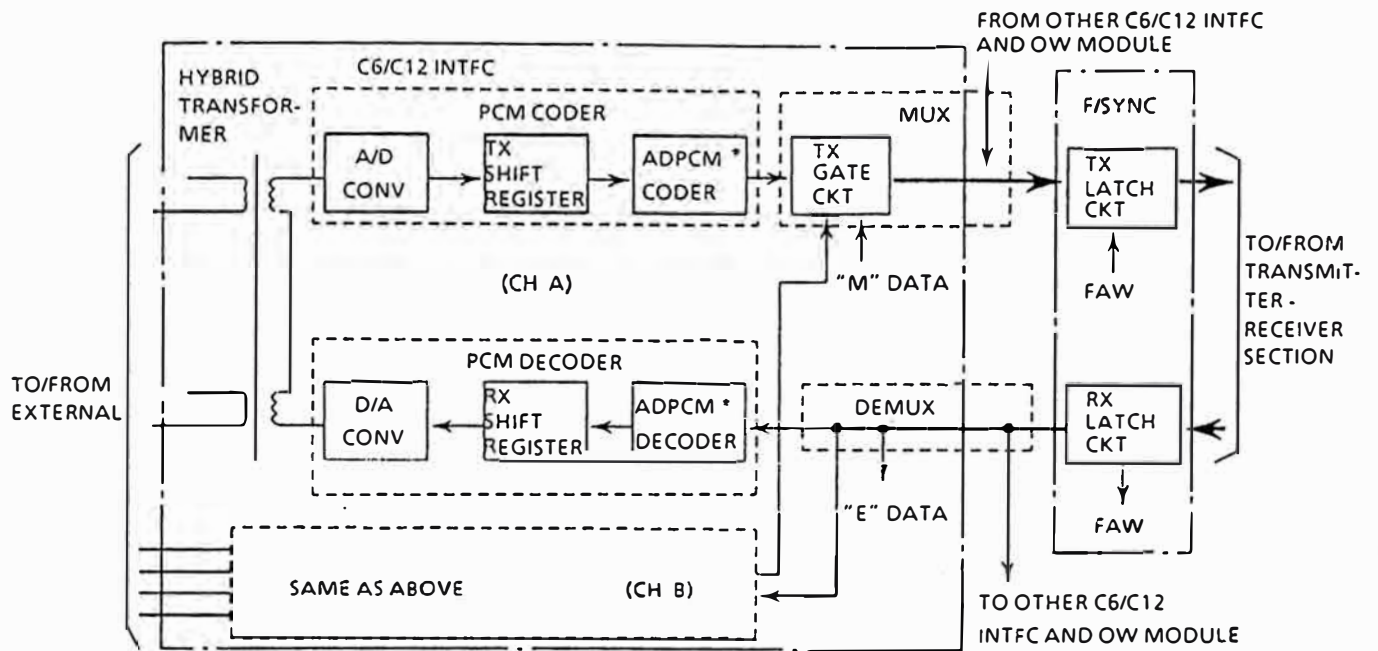 FROM OTHER C6/C12 INTFC
AND OW MODULE
C6/C12 INTFC
HYBRID
TRANSFOR-
MER
PCM CODER
A/D
CONV
TX
SHIFT
REGISTER
ADPCM *
CODER
MUX
TX
GATE
CKT
F/SYNC
TX
LATCH
CKT
"M" DATA
FAW
(CH A)
TO/FROM
TRANSMIT-
TER -
RECEIVER
SECTION
TO/FROM
EXTERNAL
PCM DECODER
D/A
CONV
RX
SHIFT
REGISTER
ADPCM *
DECODER
DEMUX
RX
LATCH
CKT
"E" DATA
FAW
SAME AS ABOVE
(CH B)
TO OTHER C6/C12
INTFC AND OW MODULE